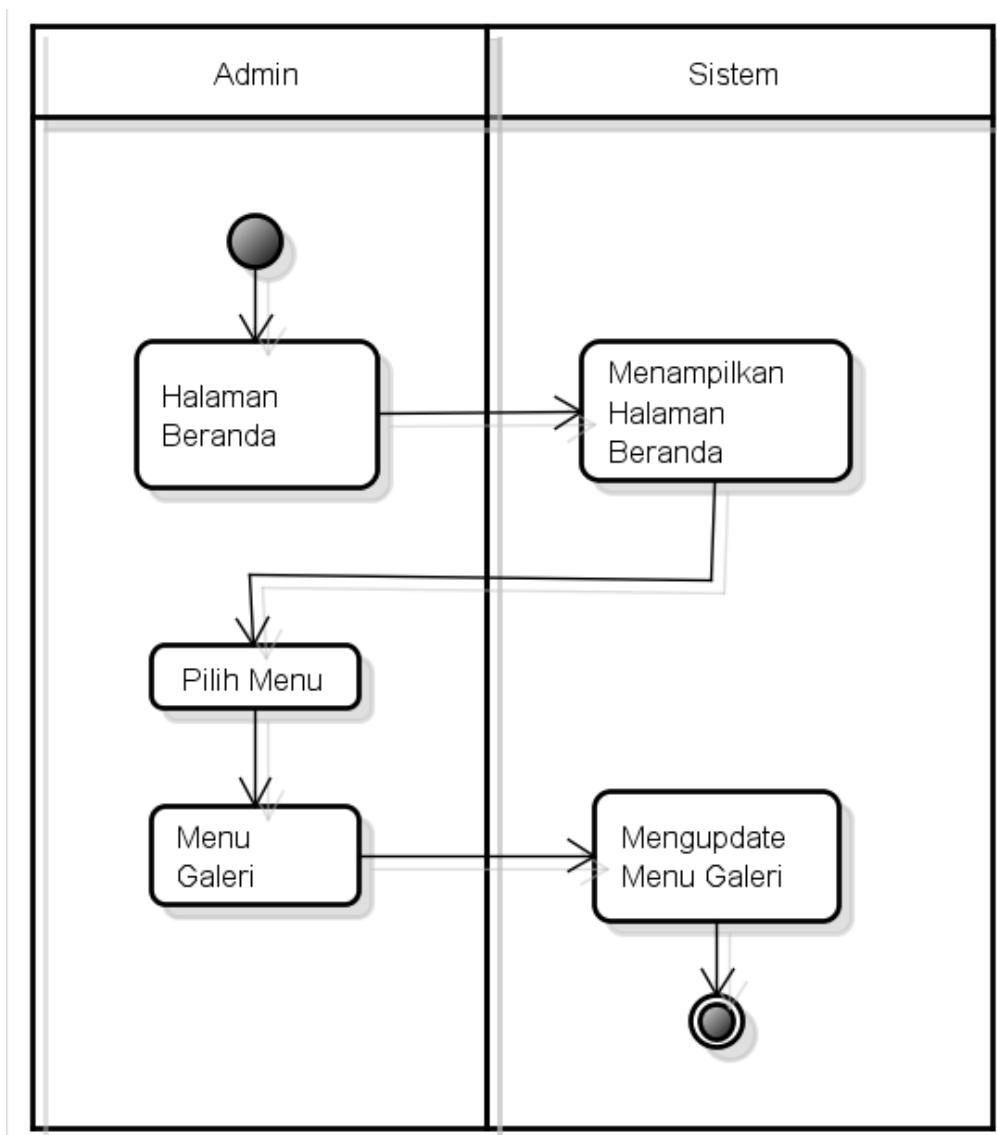 Admin
Sistem
Halaman
Beranda
Menampilkan
Halaman
Beranda
Pilih Menu
Menu
Galeri
Mengupdate
Menu Galeri